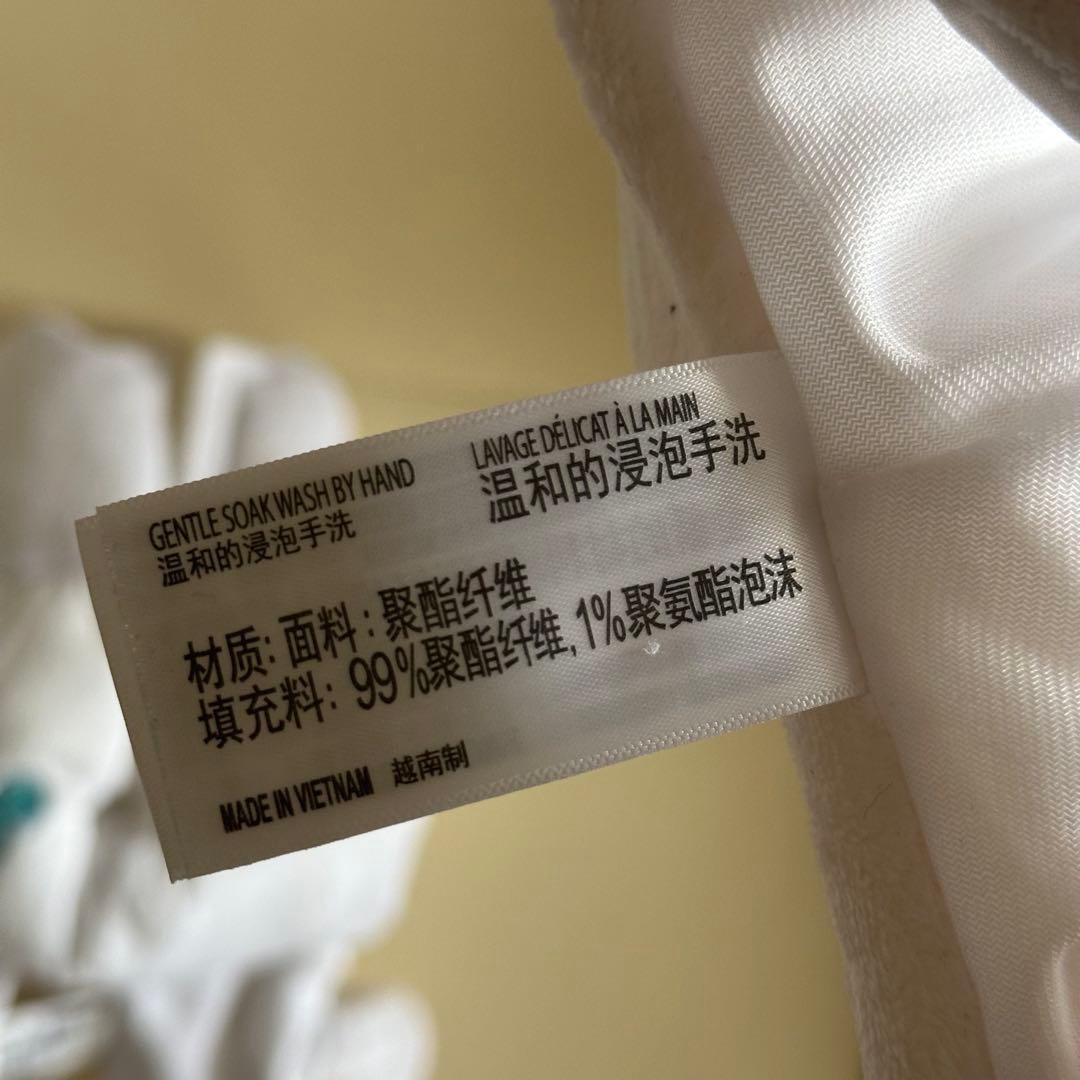 GENTLE SOAK WASH BY HAND
温和的浸泡手洗
LAVAGE DÉLICAT À LA MAIN
温和的浸泡手洗
材质: 面料: 聚酯纤维
填充料: 99%聚酯纤维, 1%聚氨酯泡沫
MADE IN VIETNAM 越南制